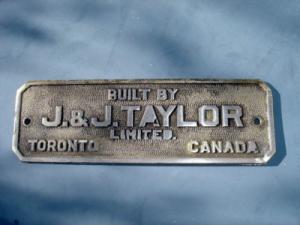 BUILT BY
J. & J. TAYLOR
LIMITED.
TORONTO CANADA